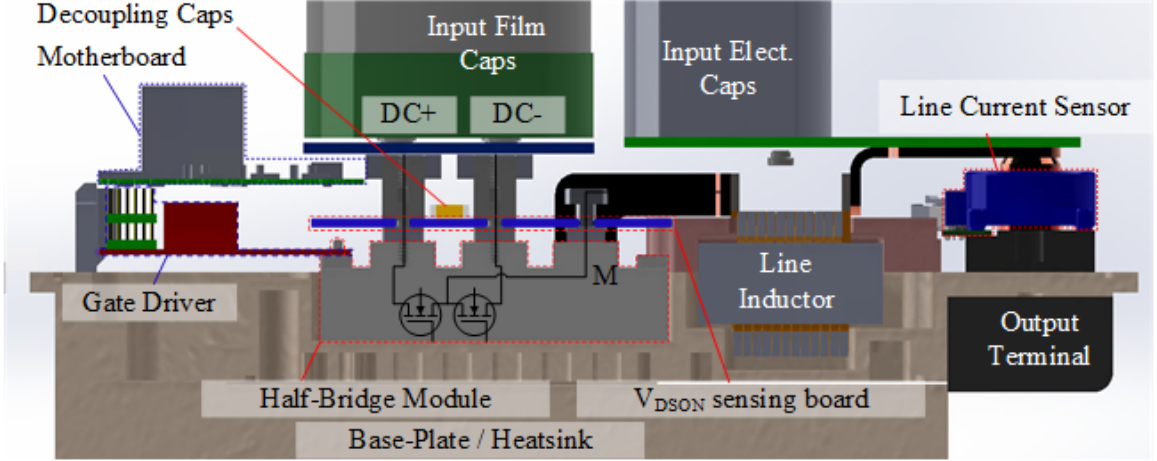 Decoupling Caps
Motherboard
Input Film
Caps
Input Elect.
Caps
DC+
DC-
Line Current Sensor
M
Line
Inductor
Gate Driver
Output
Terminal
Half-Bridge Module
VDSON sensing board
Base-Plate / Heatsink